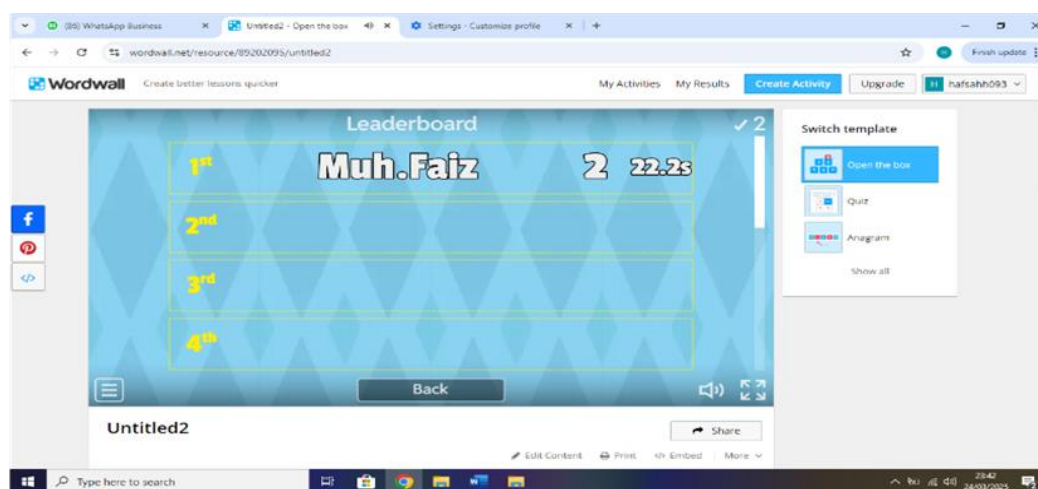 (86) WhatsApp Business
Untitled2 - Open the box
Settings - Customize profile
wordwall.net/resource/89202095/untitled2
Finish update
Wordwall
Create better lessons quicker
My Activities
My Results
Create Activity
Upgrade
H hafsahh093
Leaderboard
2
1st Muh.Faiz 2 22.2s
2nd
3rd
4th
Back
Switch template
Open the box
Quiz
Anagram
Show all
Untitled2
Share
Edit Content
Print
Embed
More
Type here to search
23:42
24/03/2025